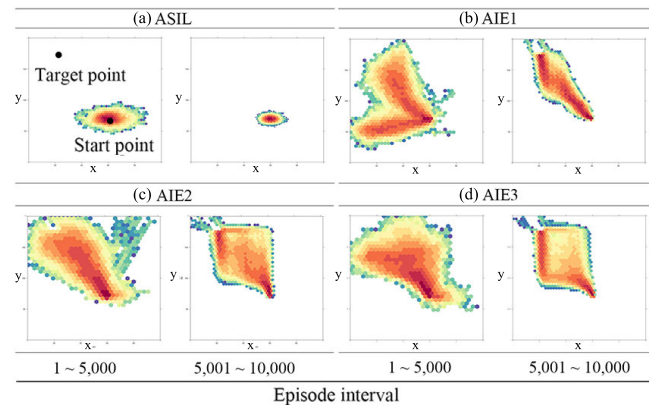 (a) ASIL
(b) AIE1
Target point
Start point
y
x
x
y
x
x
(c) AIE2
(d) AIE3
y
x
x
y
x
x
1 ~ 5,000
5,001 ~ 10,000
1 ~ 5,000
5,001 ~ 10,000
Episode interval